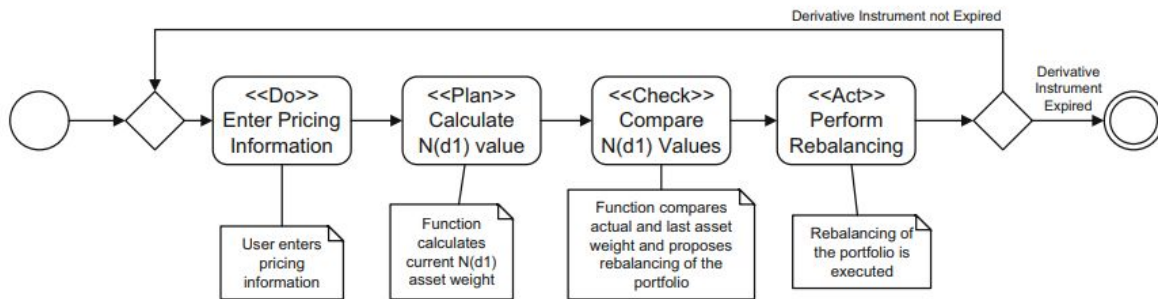 Derivative Instrument not Expired
<<Do>>
Enter Pricing
Information
<<Plan>>
Calculate
N(d1) value
<<Check>>
Compare
N(d1) Values
<<Act>>
Perform
Rebalancing
Derivative
Instrument
Expired
User enters
pricing
information
Function
calculates
current N(d1)
asset weight
Function compares
actual and last asset
weight and proposes
rebalancing of the
portfolio
Rebalancing of
the portfolio is
executed